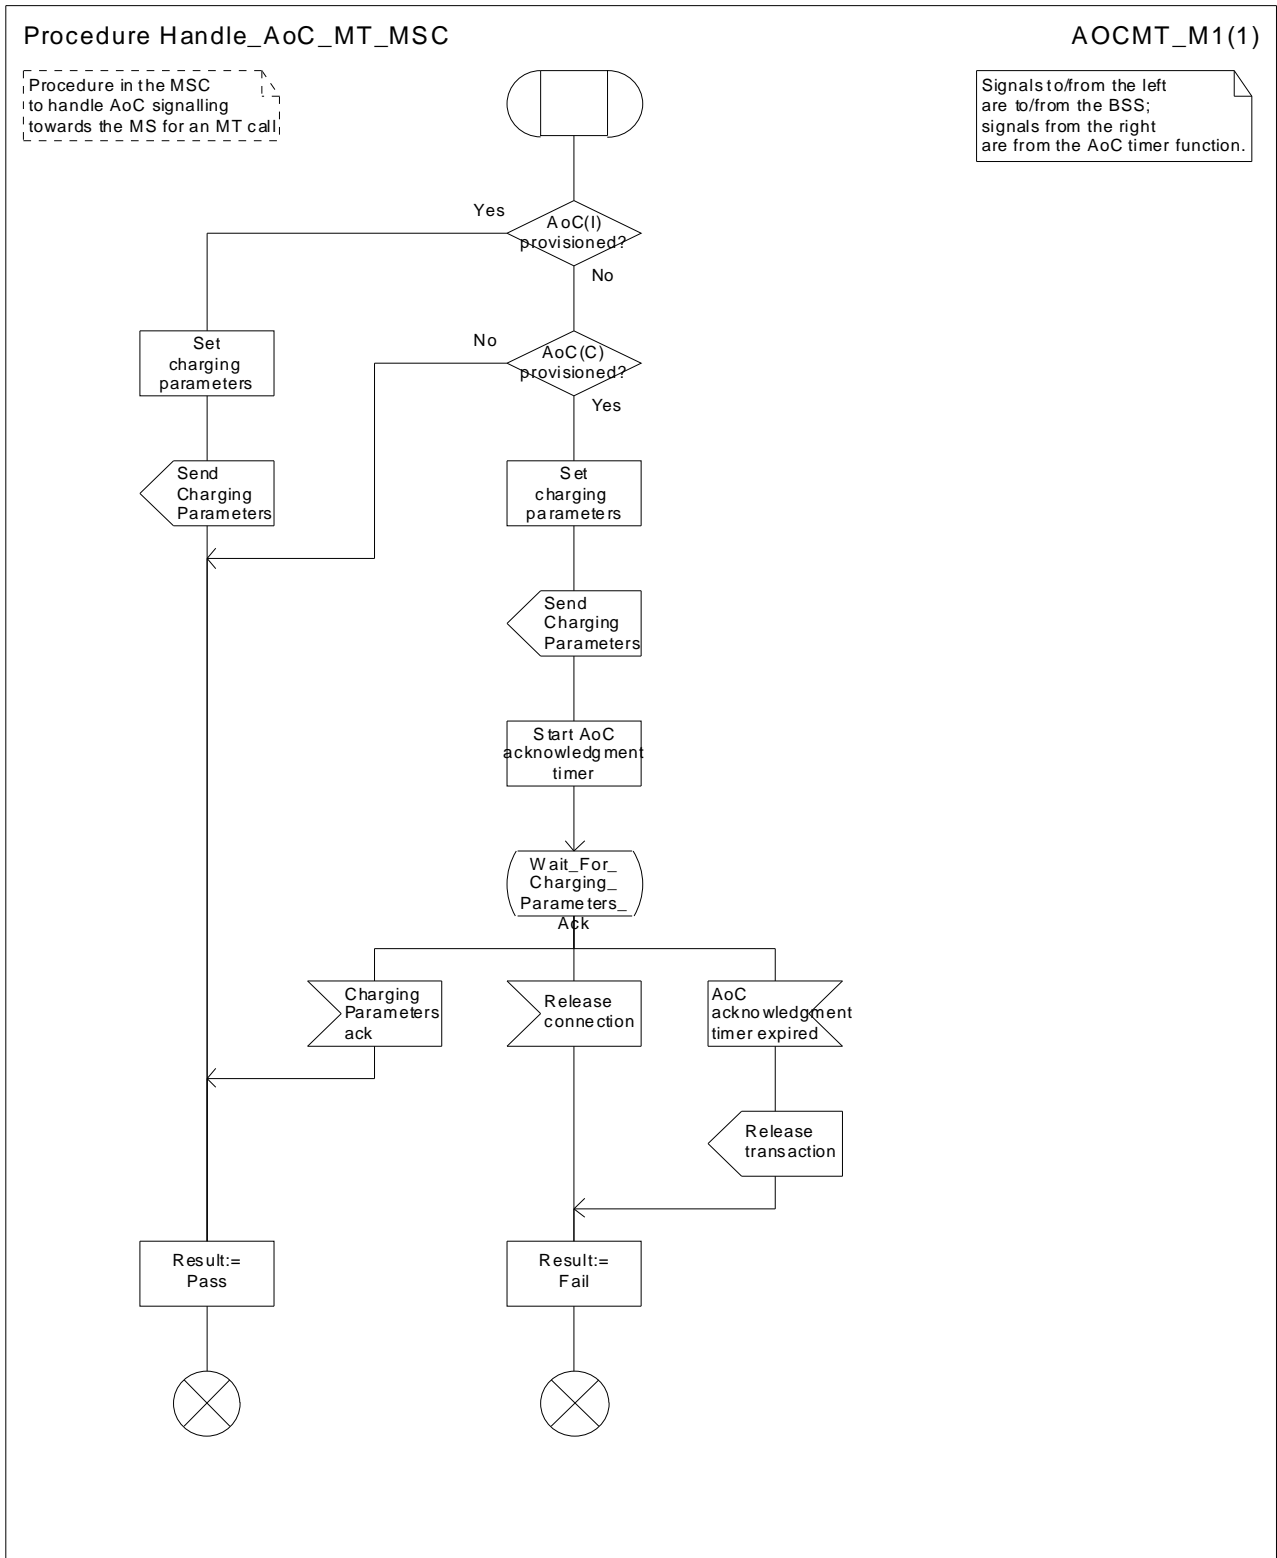 Procedure Handle_AoC_MT_MSC
AOCMT_M1(1)
Procedure in the MSC
to handle AoC signalling
towards the MS for an MT call
Signals to/from the left
are to/from the BSS;
signals from the right
are from the AoC timer function.
Yes
AoC(I)
provisioned?
No
No
AoC(C)
provisioned?
Yes
Set
charging
parameters
Send
Charging
Parameters
Set
charging
parameters
Send
Charging
Parameters
Start AoC
acknowledgment
timer
Wait_For_
Charging_
Parameters_
Ack
Charging
Parameters
ack
Release
connection
AoC
acknowledgment
timer expired
Release
transaction
Result:=
Pass
Result:=
Fail